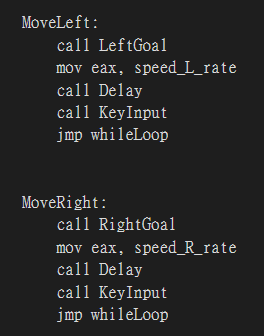 MoveLeft:
call LeftGoal
mov eax, speed_L_rate
call Delay
call KeyInput
jmp whileLoop
MoveRight:
call RightGoal
mov eax, speed_R_rate
call Delay
call KeyInput
jmp whileLoop